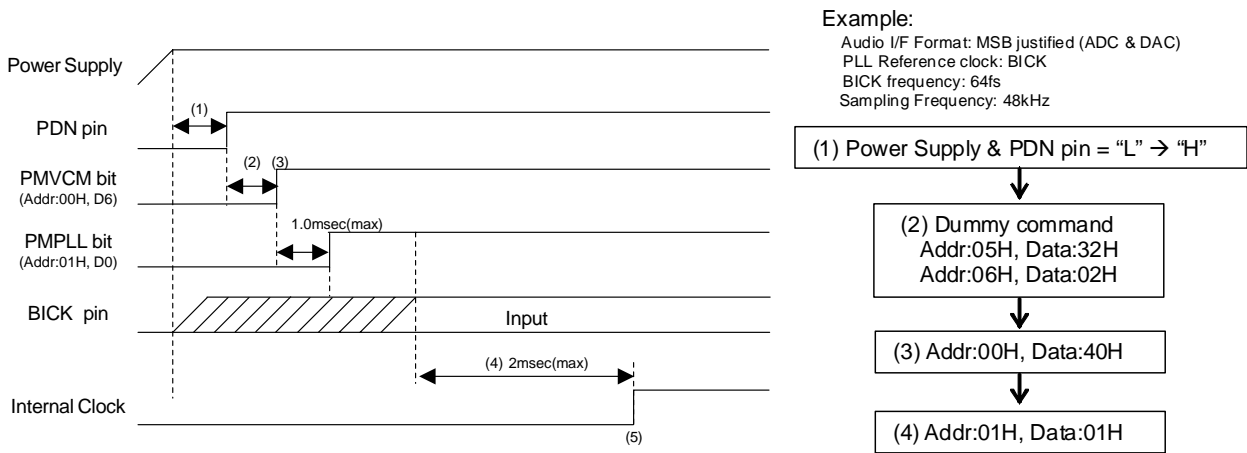 Power Supply
(1)
PDN pin
(2)
(3)
PMVCM bit
(Addr:00H, D6)
1.0msec(max)
PMPLL bit
(Addr:01H, D0)
BICK pin
Input
(4) 2msec(max)
Internal Clock
(5)
Example:
Audio I/F Format: MSB justified (ADC & DAC)
PLL Reference clock: BICK
BICK frequency: 64fs
Sampling Frequency: 48kHz
(1) Power Supply & PDN pin = “L” → “H”
(2) Dummy command
Addr:05H, Data:32H
Addr:06H, Data:02H
(3) Addr:00H, Data:40H
(4) Addr:01H, Data:01H